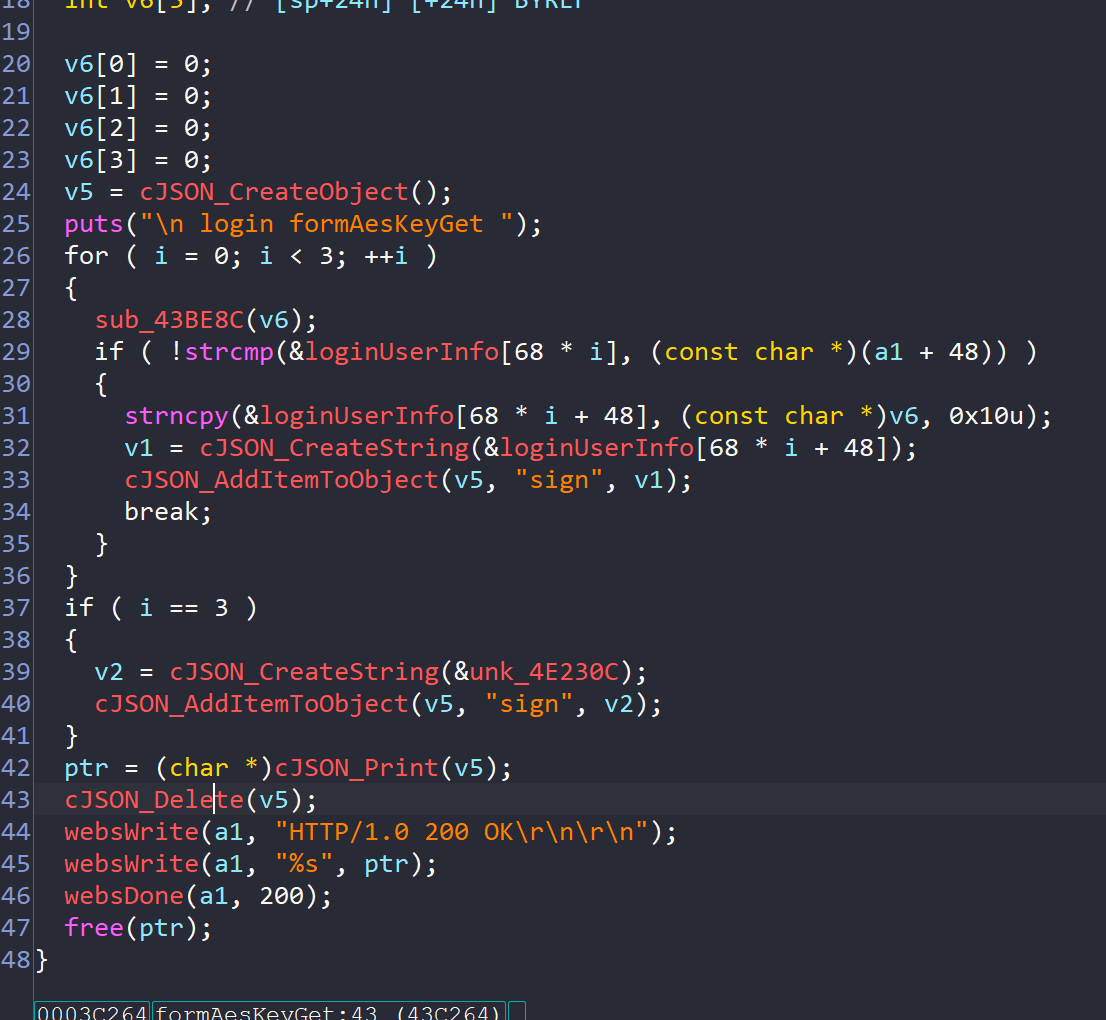 18   int v6[5]; // [sp+24h] [+24h] BYREF
19
20   v6[0] = 0;
21   v6[1] = 0;
22   v6[2] = 0;
23   v6[3] = 0;
24   v5 = cJSON_CreateObject();
25   puts("\n login formAesKeyGet ");
26   for ( i = 0; i < 3; ++i )
27   {
28     sub_43BE8C(v6);
29     if ( !strcmp(&loginUserInfo[68 * i], (const char *)(a1 + 48)) )
30     {
31       strncpy(&loginUserInfo[68 * i + 48], (const char *)v6, 0x10u);
32       v1 = cJSON_CreateString(&loginUserInfo[68 * i + 48]);
33       cJSON_AddItemToObject(v5, "sign", v1);
34       break;
35     }
36   }
37   if ( i == 3 )
38   {
39     v2 = cJSON_CreateString(&unk_4E230C);
40     cJSON_AddItemToObject(v5, "sign", v2);
41   }
42   ptr = (char *)cJSON_Print(v5);
43   cJSON_Delete(v5);
44   websWrite(a1, "HTTP/1.0 200 OK\r\n\r\n");
45   websWrite(a1, "%s", ptr);
46   websDone(a1, 200);
47   free(ptr);
48 }
0003C264 formAesKeyGet:43 (43C264)